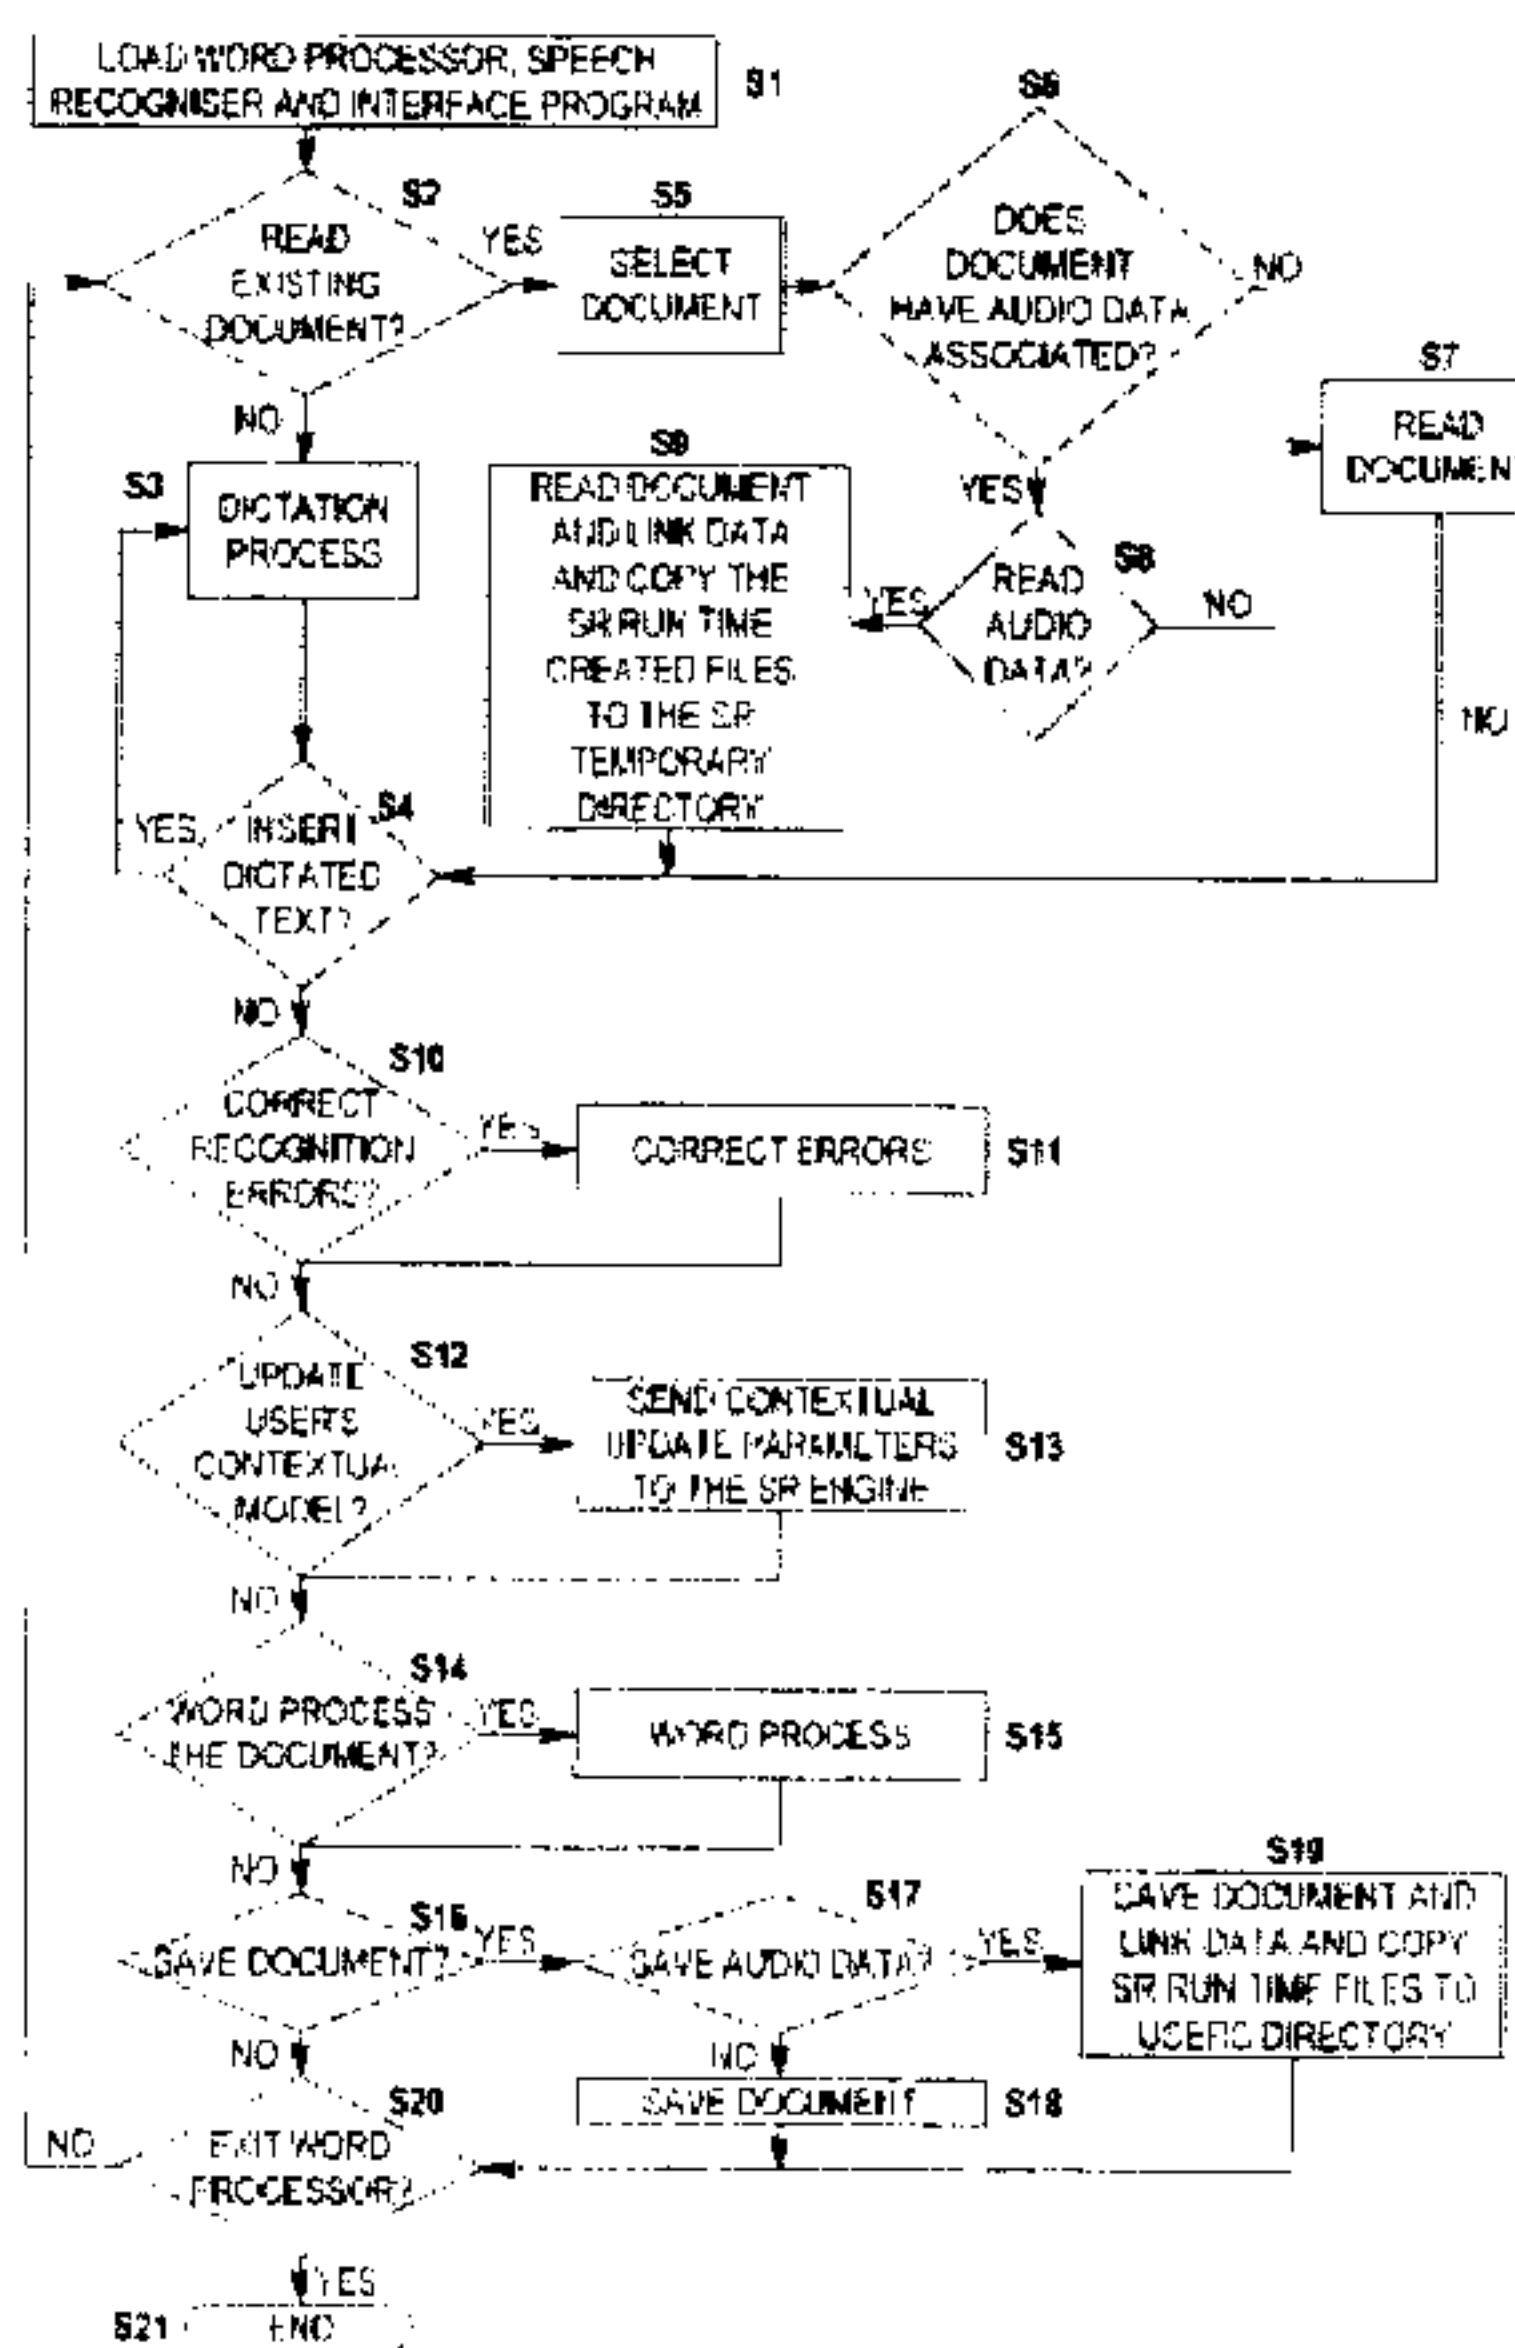 LOAD WORD PROCESSOR, SPEECH
RECOGNISER AND INTERFACE PROGRAM
S1
S2
READ
EXISTING
DOCUMENT?
YES
NO
S5
SELECT
DOCUMENT
S6
DOES
DOCUMENT
HAVE AUDIO DATA
ASSOCIATED?
NO
YES
S7
READ
DOCUMENT
NO
S3
DICTATION
PROCESS
S9
READ DOCUMENT
AND LINK DATA
AND COPY THE
SR RUN TIME
CREATED FILES
TO THE SR
TEMPORARY
DIRECTORY
YES
S8
READ
AUDIO
DATA?
NO
S4
YES
INSERT
DICTATED
TEXT?
NO
S10
CORRECT
RECOGNITION
ERRORS?
YES
CORRECT ERRORS
S11
NO
S12
UPDATE
USERS
CONTEXTUAL
MODEL?
YES
SEND CONTEXTUAL
UPDATE PARAMETERS
TO THE SR ENGINE
S13
NO
S14
WORD PROCESS
THE DOCUMENT?
YES
WORD PROCESS
S15
NO
S16
SAVE DOCUMENT?
YES
S17
SAVE AUDIO DATA?
YES
S19
SAVE DOCUMENT AND
LINK DATA AND COPY
SR RUN TIME FILES TO
USERS DIRECTORY
NO
NO
SAVE DOCUMENT
S18
S20
EXIT WORD
PROCESSOR?
NO
YES
S21
END